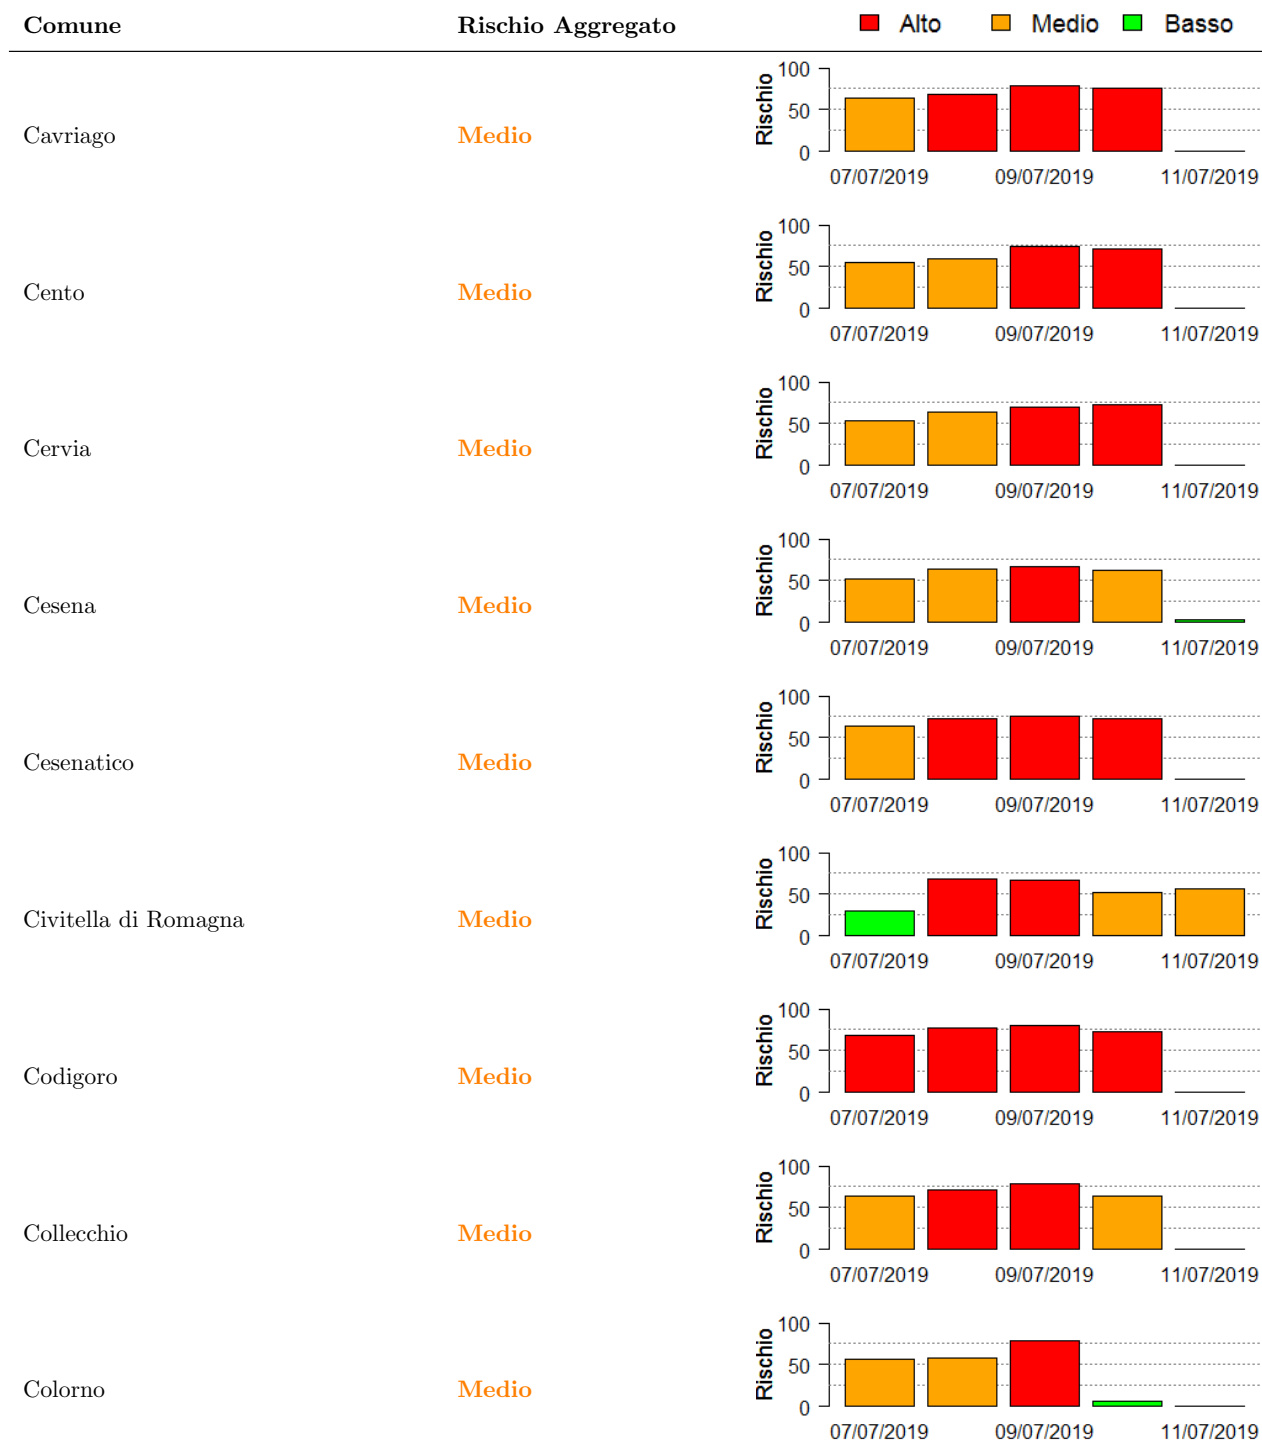 Comune Rischio Aggregato Alto Medio Basso
100
50
0
Rischio
Cavriago Medio
07/07/2019 09/07/2019 11/07/2019
100
50
0
Rischio
Cento Medio
07/07/2019 09/07/2019 11/07/2019
100
50
0
Rischio
Cervia Medio
07/07/2019 09/07/2019 11/07/2019
100
50
0
Rischio
Cesena Medio
07/07/2019 09/07/2019 11/07/2019
100
50
0
Rischio
Cesenatico Medio
07/07/2019 09/07/2019 11/07/2019
100
50
0
Rischio
Civitella di Romagna Medio
07/07/2019 09/07/2019 11/07/2019
100
50
0
Rischio
Codigoro Medio
07/07/2019 09/07/2019 11/07/2019
100
50
0
Rischio
Collecchio Medio
07/07/2019 09/07/2019 11/07/2019
100
50
0
Rischio
Colorno Medio
07/07/2019 09/07/2019 11/07/2019